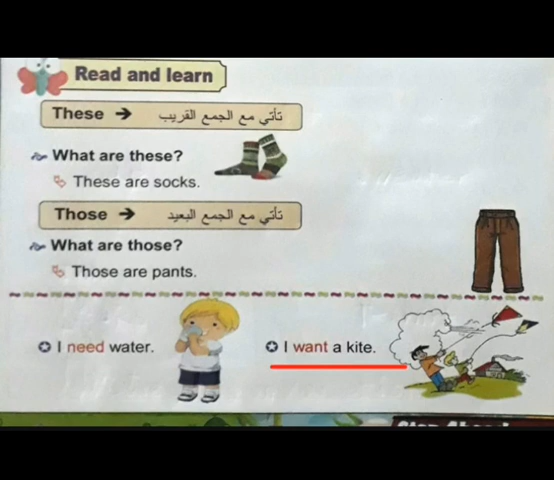 Read and learn
These → تأتي مع الجمع القريب
What are these?
These are socks.
Those → تأتي مع الجمع البعيد
What are those?
Those are pants.
I need water.
I want a kite.